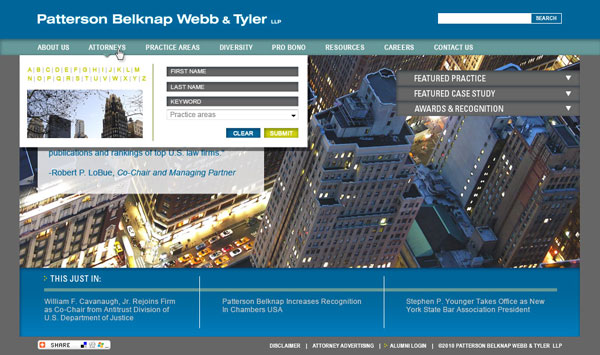 Patterson Belknap Webb & Tyler LLP
SEARCH
ABOUT US ATTORNEYS PRACTICE AREAS DIVERSITY PRO BONO RESOURCES CAREERS CONTACT US
A|B|C|D|E|F|G|H|I|J|K|L|M
N|O|P|Q|R|S|T|U|V|W|X|Y|Z
FIRST NAME
LAST NAME
KEYWORD
Practice areas
CLEAR SUBMIT
FEATURED PRACTICE
FEATURED CASE STUDY
AWARDS & RECOGNITION
publications and rankings of top U.S. law firms."
-Robert P. LoBue, Co-Chair and Managing Partner
> THIS JUST IN:
William F. Cavanaugh, Jr. Rejoins Firm
as Co-Chair from Antitrust Division of
U.S. Department of Justice
Patterson Belknap Increases Recognition
In Chambers USA
Stephen P. Younger Takes Office as New
York State Bar Association President
SHARE
DISCLAIMER | ATTORNEY ADVERTISING | > ALUMNI LOGIN | ©2010 PATTERSON BELKNAP WEBB & TYLER LLP